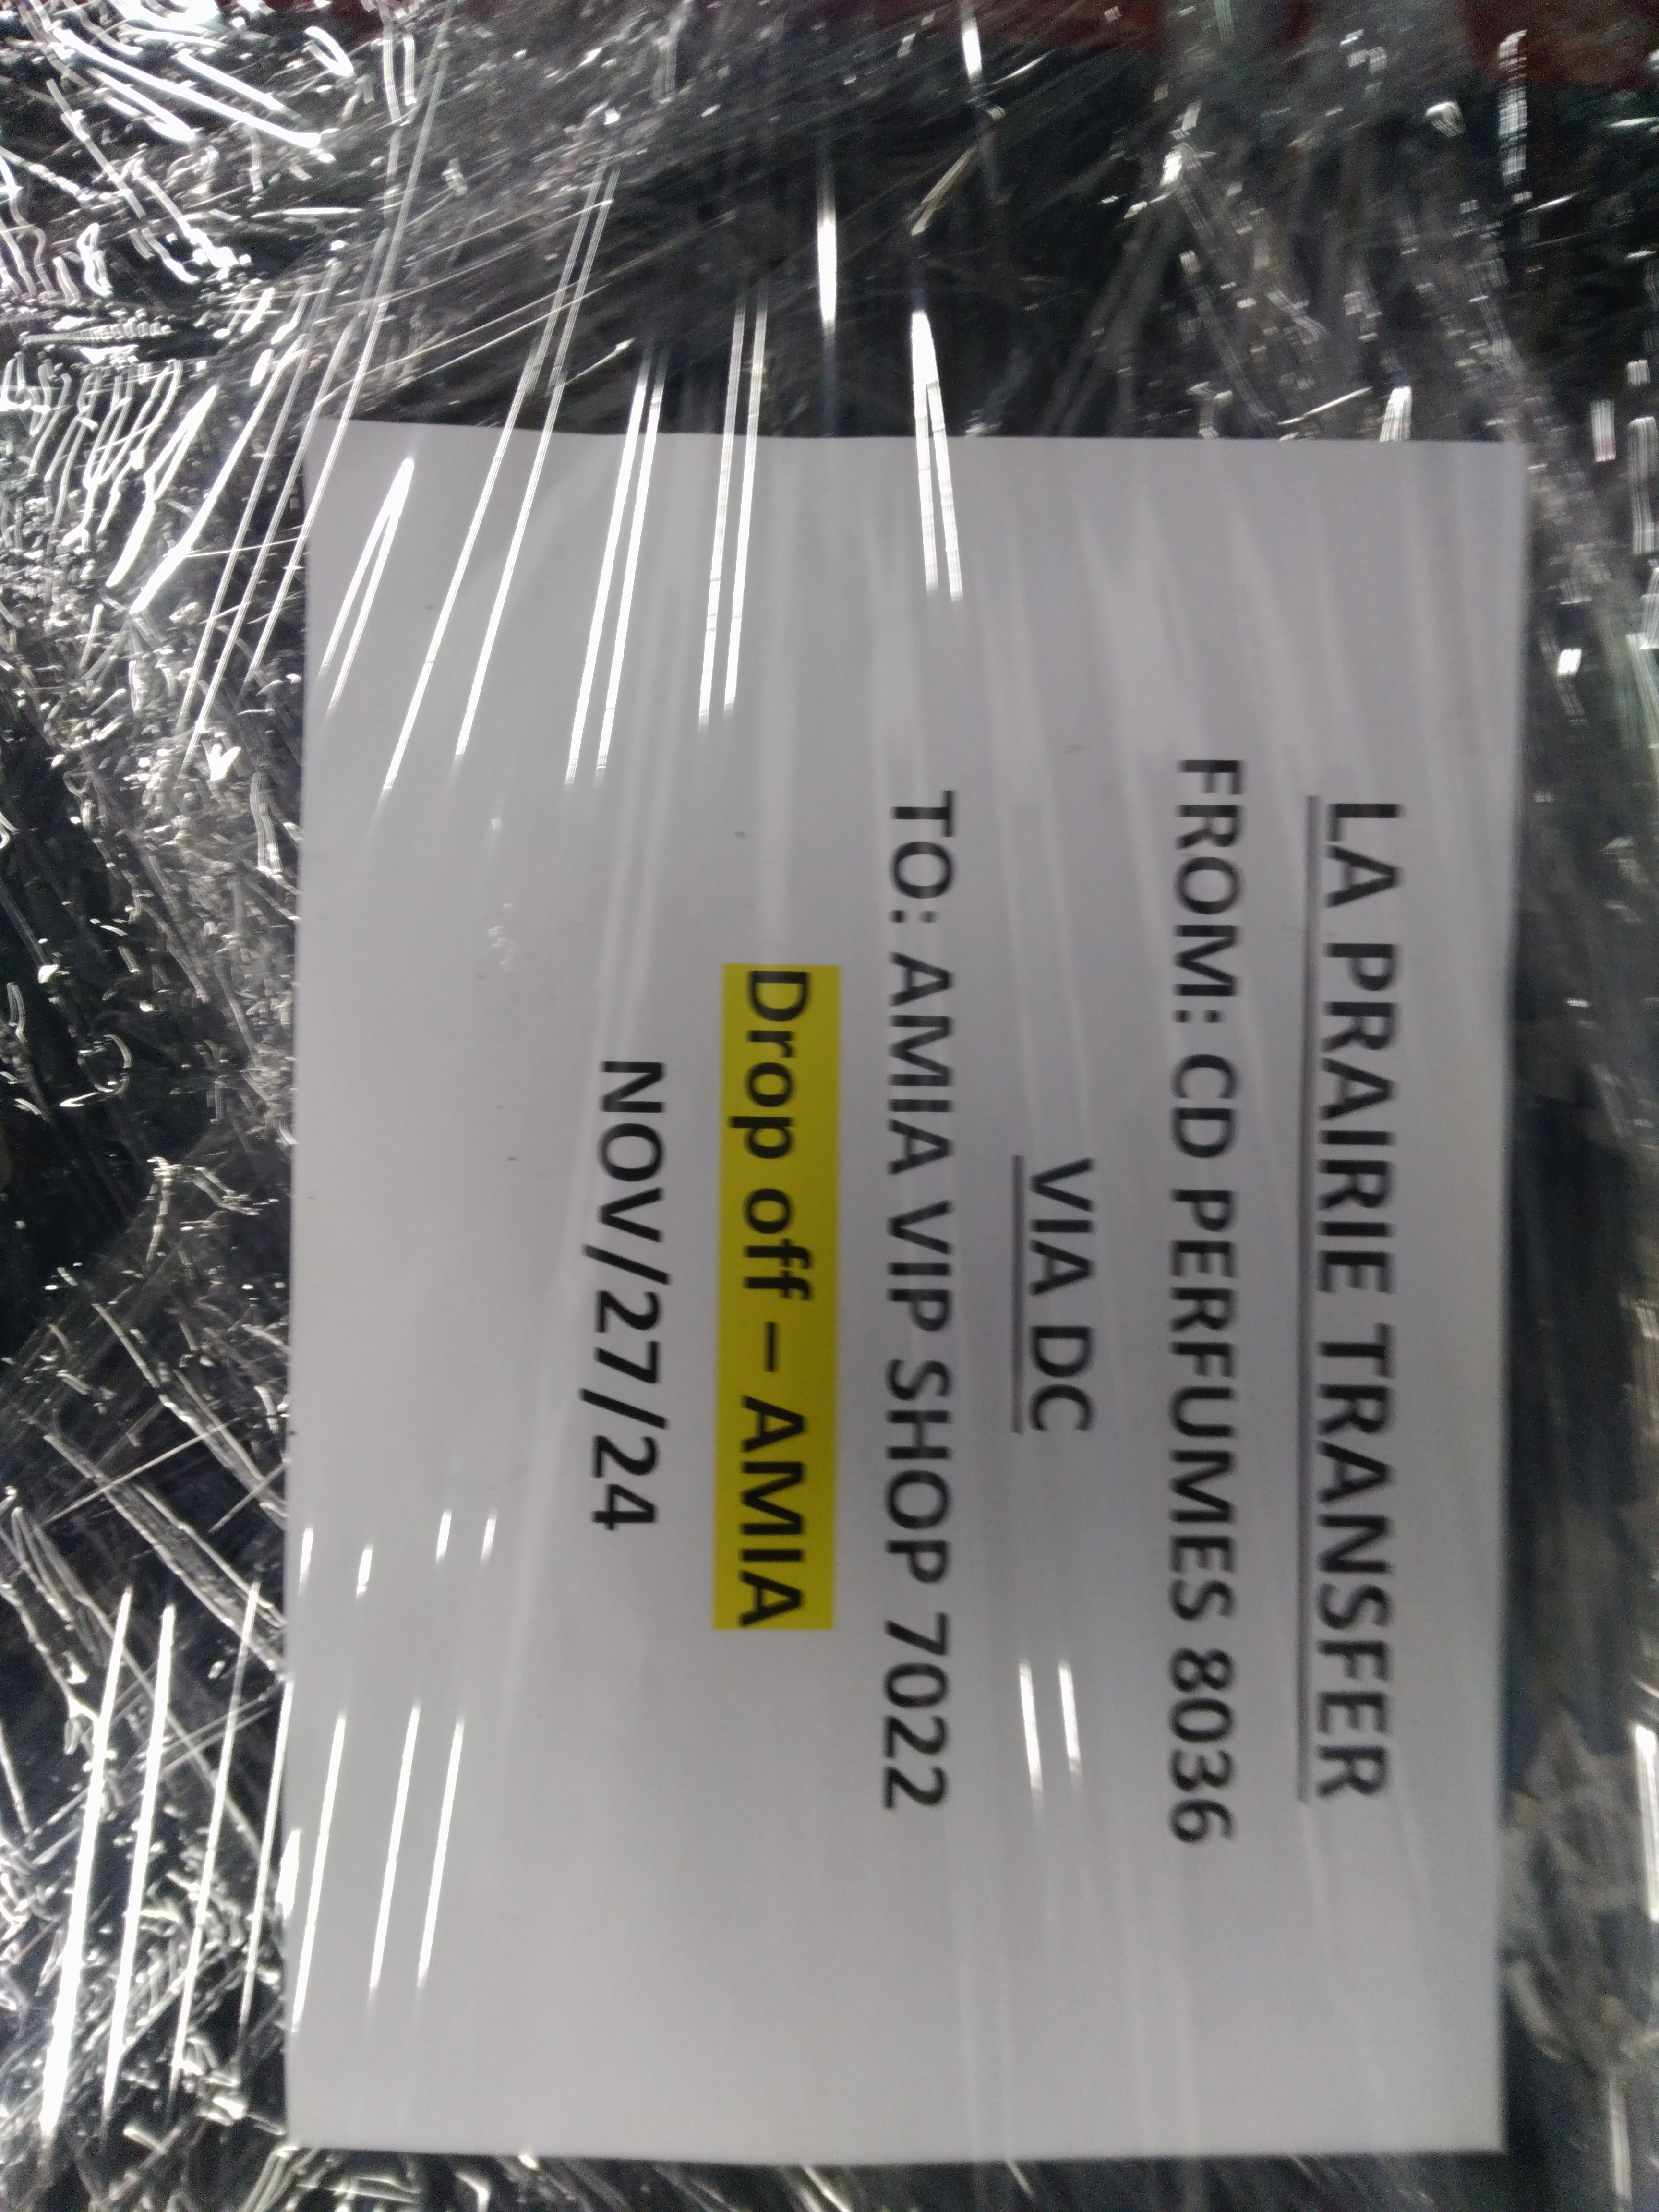 LA PRAIRIE TRANSFER
FROM: CD PERFUMES 8036
VIA DC
TO: AMIA VIP SHOP 7022
Drop off – AMIA
NOV/27/24